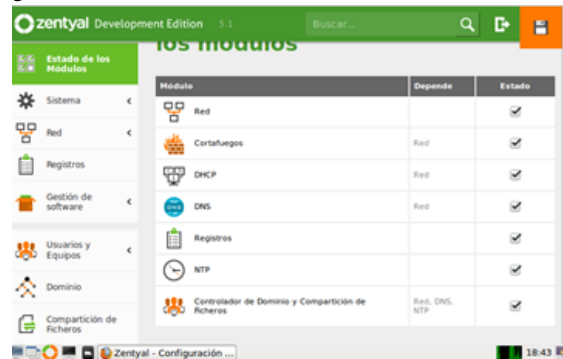 zentyal Development Edition 5.1
Buscar...
los módulos
Estado de los
Módulos
Sistema
Red
Registros
Gestión de
software
Usuarios y
Equipos
Dominio
Compartición de
Ficheros
Módulo Depende Estado
Red
Cortafuegos Red
DHCP Red
DNS Red
Registros
NTP
Controlador de Dominio y Compartición de
Ficheros
Red, DNS,
NTP
Zentyal - Configuración ...
18:43